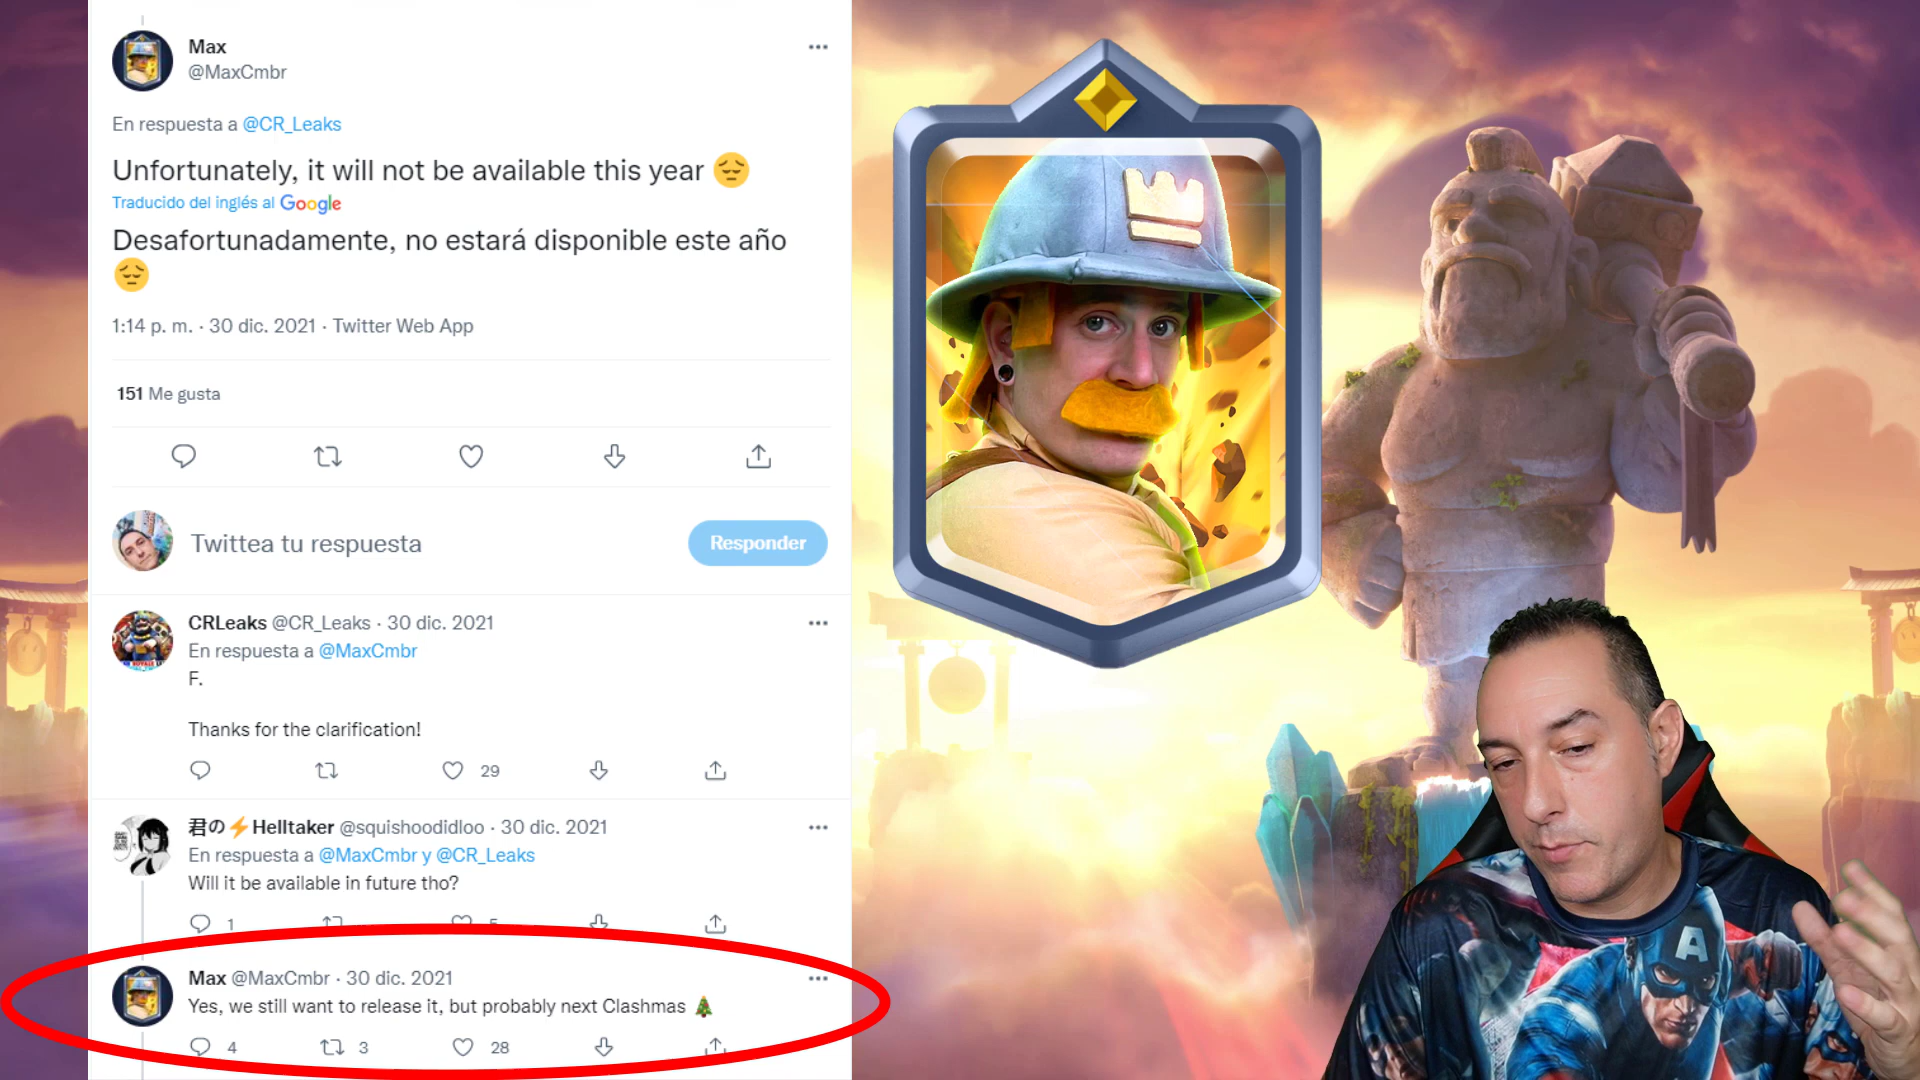 Max
@MaxCmbr
En respuesta a @CR_Leaks
Unfortunately, it will not be available this year 😔
Traducido del inglés al Google
Desafortunadamente, no estará disponible este año
😔
1:14 p. m. · 30 dic. 2021 · Twitter Web App
151 Me gusta
Twittea tu respuesta
Responder
CRLeaks @CR_Leaks · 30 dic. 2021
En respuesta a @MaxCmbr
F.
Thanks for the clarification!
29
君の⚡Helltaker @squishoodidloo · 30 dic. 2021
En respuesta a @MaxCmbr y @CR_Leaks
Will it be available in future tho?
1 5
Max @MaxCmbr · 30 dic. 2021
Yes, we still want to release it, but probably next Clashmas 🎄
4 3 28
A